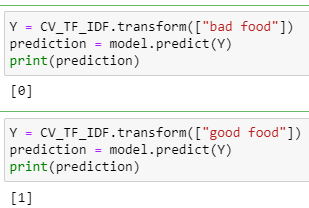 Y = CV_TF_IDF.transform(["bad food"])
prediction = model.predict(Y)
print(prediction)
[0]
Y = CV_TF_IDF.transform(["good food"])
prediction = model.predict(Y)
print(prediction)
[1]